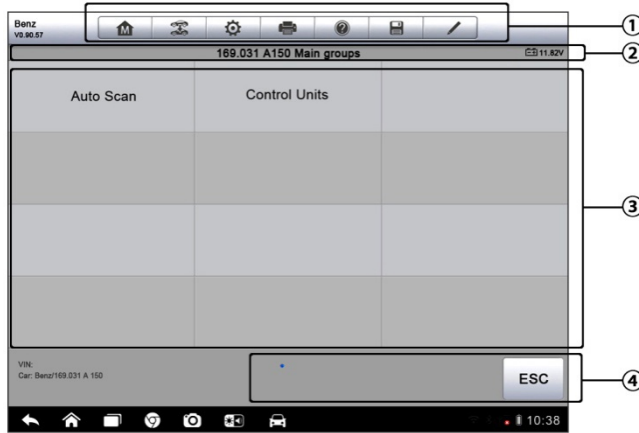 Benz
V0.90.57
M
1
169.031 A150 Main groups
11.82V
2
Auto Scan
Control Units
3
VIN:
Car: Benz/169.031 A 150
ESC
4
10:38